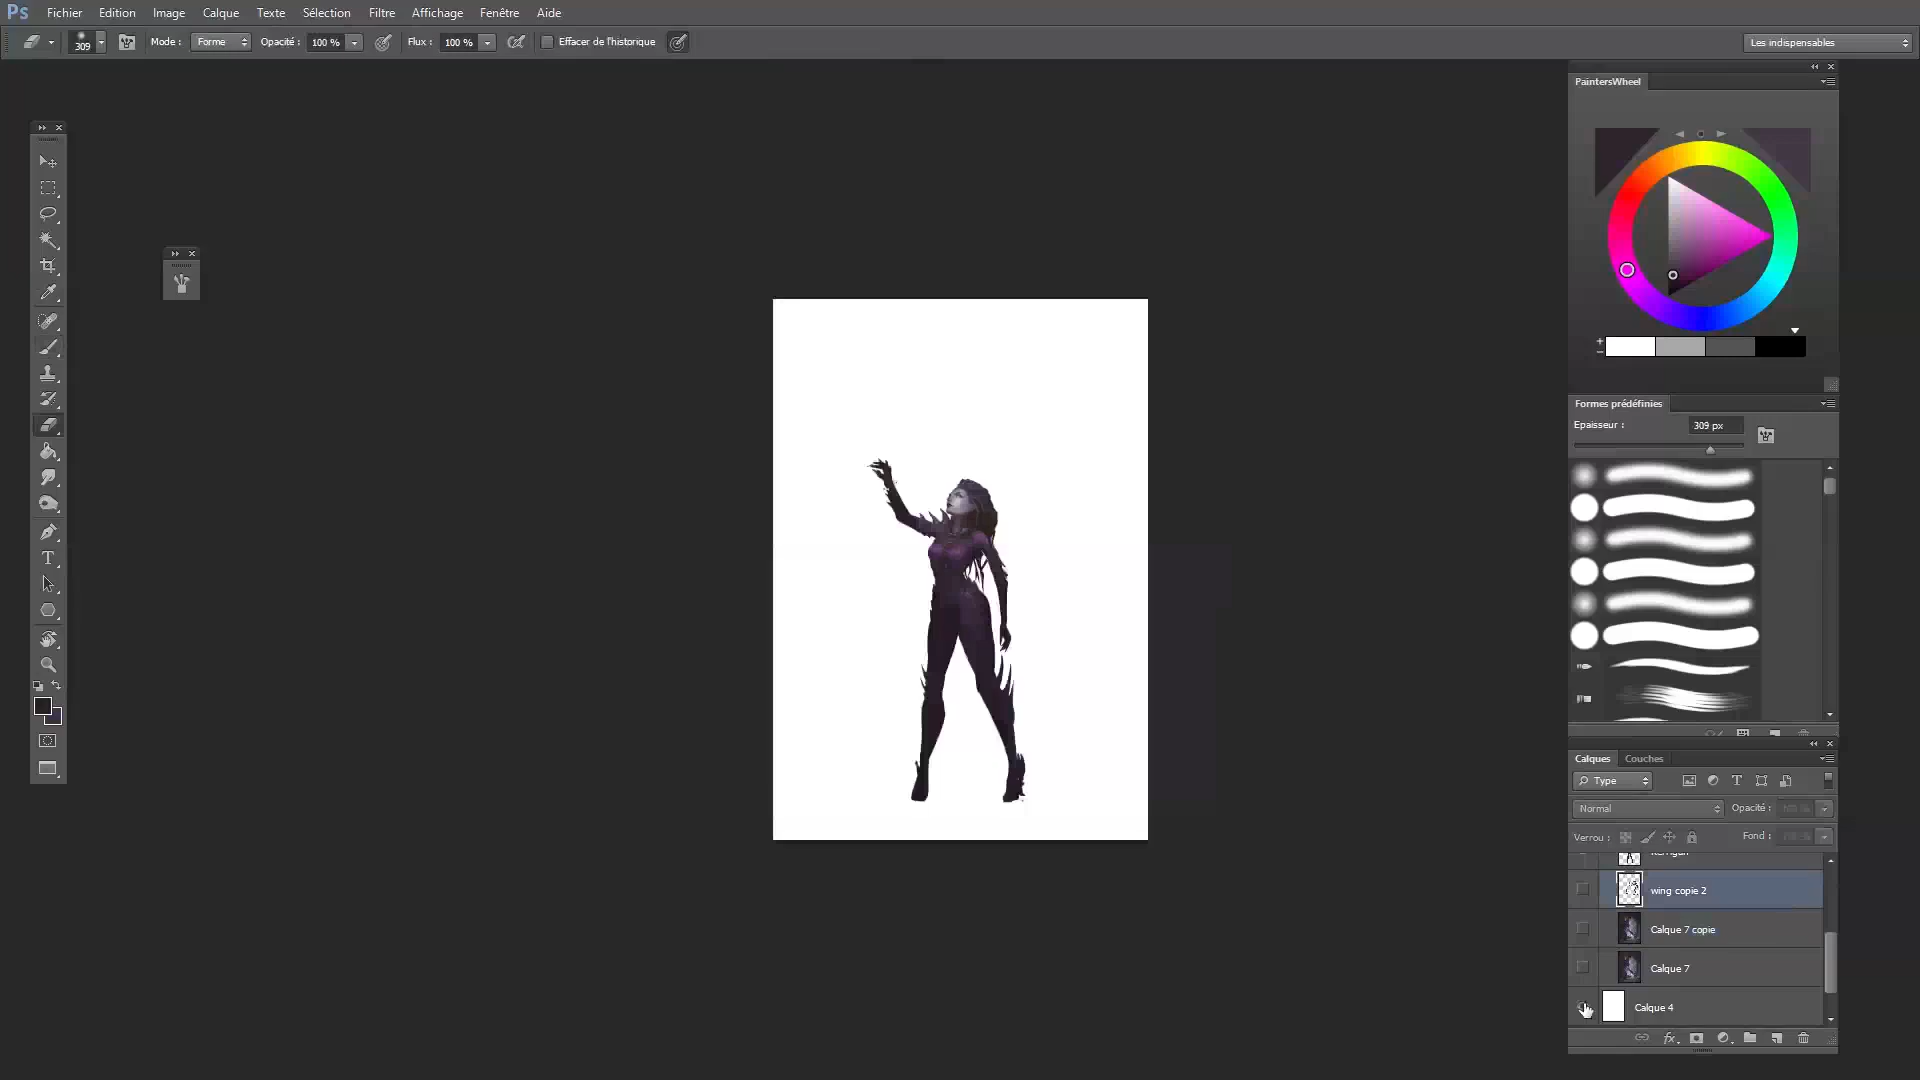 Ps Fichier Edition Image Calque Texte Sélection Filtre Affichage Fenêtre Aide
309 Mode : Forme Opacité : 100 % Flux : 100 % Effacer de l'historique Les indispensables
PaintersWheel
Formes prédéfinies
Epaisseur : 309 px
Calques Couches
Type
Normal Opacité :
Verrou : Fond :
wing copie 2
Calque 7 copie
Calque 7
Calque 4
fx